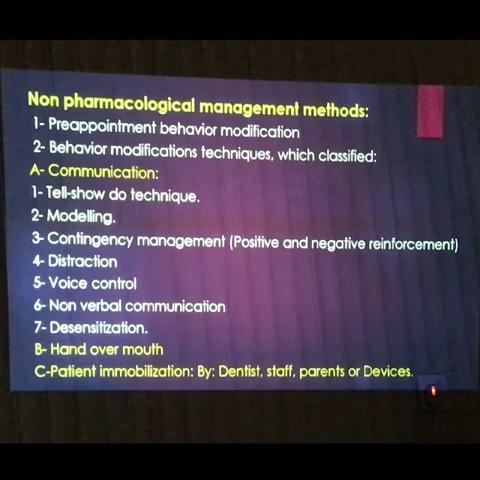 Non pharmacological management methods:
1- Preappointment behavior modification
2- Behavior modifications techniques, which classified:
A- Communication:
1- Tell-show do technique.
2- Modelling.
3- Contingency management (Positive and negative reinforcement)
4- Distraction
5- Voice control
6- Non verbal communication
7- Desensitization.
B- Hand over mouth
C-Patient immobilization: By: Dentist, staff, parents or Devices.